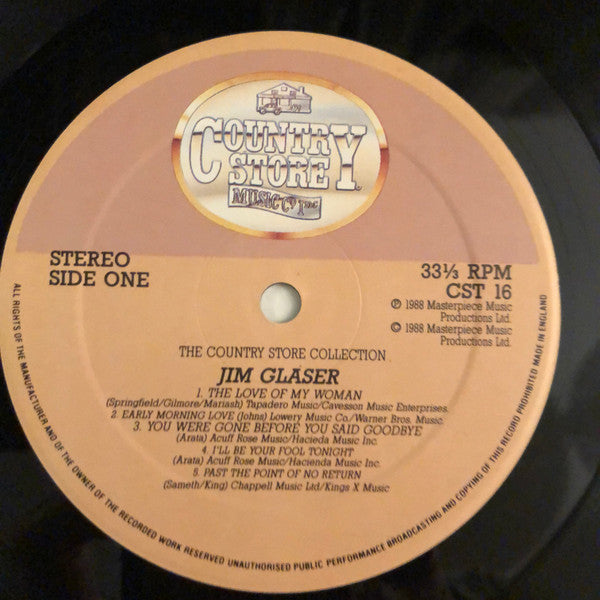 COUNTRY
STORE
MUSIC Cº INC
STEREO
SIDE ONE
33⅓ RPM
CST 16
℗ 1988 Masterpiece Music
Productions Ltd.
© 1988 Masterpiece Music
Productions Ltd.
THE COUNTRY STORE COLLECTION
JIM GLASER
1. THE LOVE OF MY WOMAN
(Springfield/Gilmore/Mariash) Tapadero Music/Cavesson Music Enterprises.
2. EARLY MORNING LOVE (Johns) Lowery Music Co./Warner Bros. Music.
3. YOU WERE GONE BEFORE YOU SAID GOODBYE
(Arata) Acuff Rose Music/Hacieda Music Inc.
4. I'LL BE YOUR FOOL TONIGHT
(Arata) Acuff Rose Music/Hacienda Music Inc.
5. PAST THE POINT OF NO RETURN
(Sameth/King) Chappell Music Ltd/Kings X Music
ALL RIGHTS OF THE MANUFACTURER AND OF THE OWNER OF THE RECORDED WORK RESERVED UNAUTHORISED PUBLIC PERFORMANCE BROADCASTING AND COPYING OF THIS RECORD PROHIBITED MADE IN ENGLAND